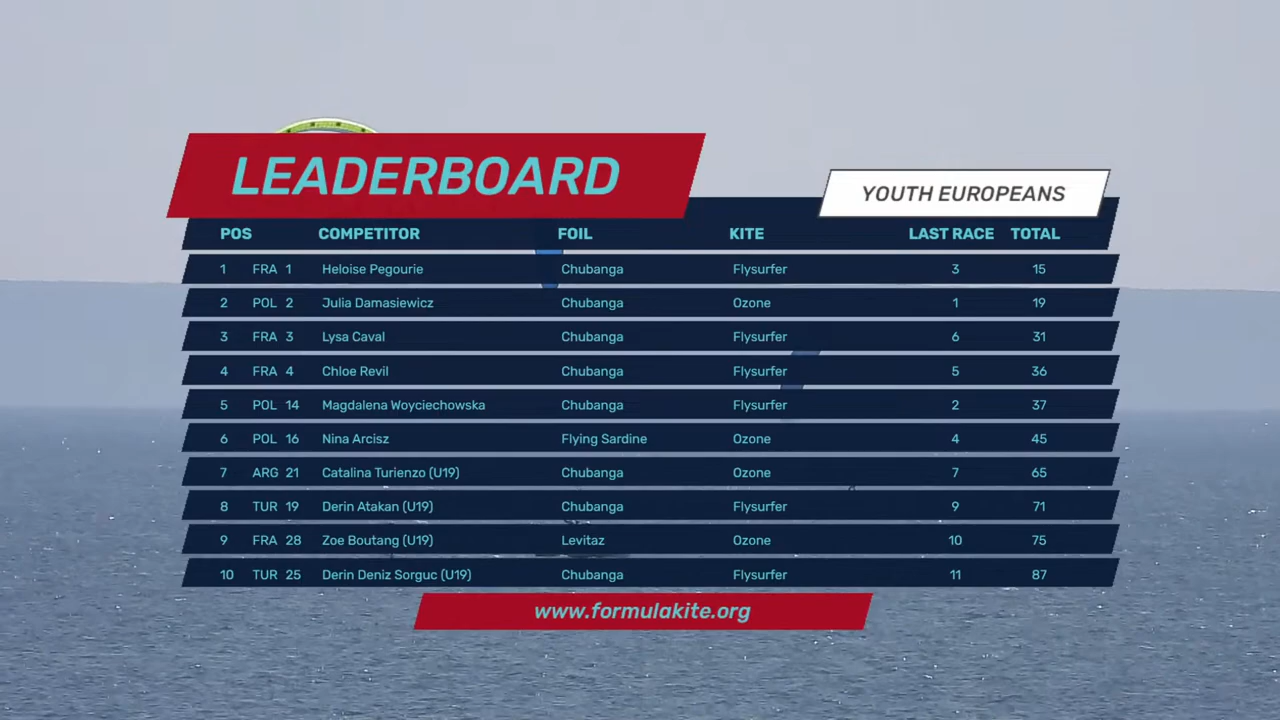 LEADERBOARD
YOUTH EUROPEANS
POS COMPETITOR FOIL KITE LAST RACE TOTAL
1 FRA 1 Heloise Pegourie Chubanga Flysurfer 3 15
2 POL 2 Julia Damasiewicz Chubanga Ozone 1 19
3 FRA 3 Lysa Caval Chubanga Flysurfer 6 31
4 FRA 4 Chloe Revil Chubanga Flysurfer 5 36
5 POL 14 Magdalena Woyciechowska Chubanga Flysurfer 2 37
6 POL 16 Nina Arcisz Flying Sardine Ozone 4 45
7 ARG 21 Catalina Turienzo (U19) Chubanga Ozone 7 65
8 TUR 19 Derin Atakan (U19) Chubanga Flysurfer 9 71
9 FRA 28 Zoe Boutang (U19) Levitaz Ozone 10 75
10 TUR 25 Derin Deniz Sorguc (U19) Chubanga Flysurfer 11 87
www.formulakite.org